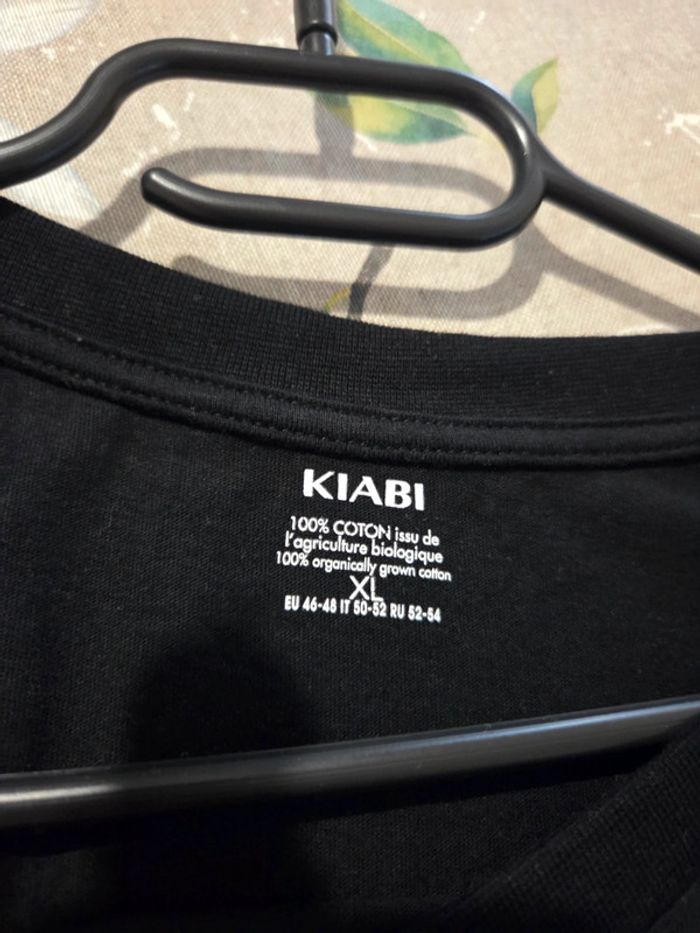 KIABI
100% COTON issu de
l'agriculture biologique
100% organically grown cotton
XL
EU 46-48 IT 50-52 RU 52-54